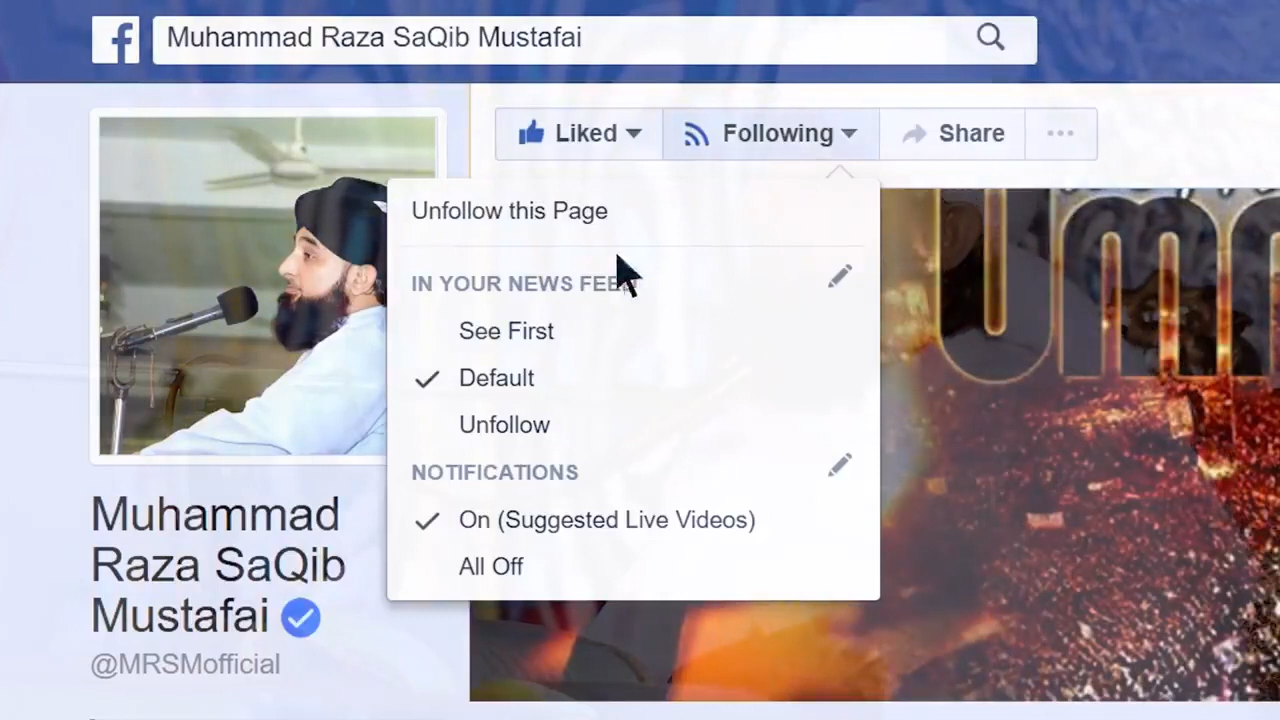 Muhammad Raza SaQib Mustafai
Liked
Following
Share
Unfollow this Page
IN YOUR NEWS FEED
See First
Default
Unfollow
NOTIFICATIONS
On (Suggested Live Videos)
All Off
Muhammad
Raza SaQib
Mustafai
@MRSMofficial